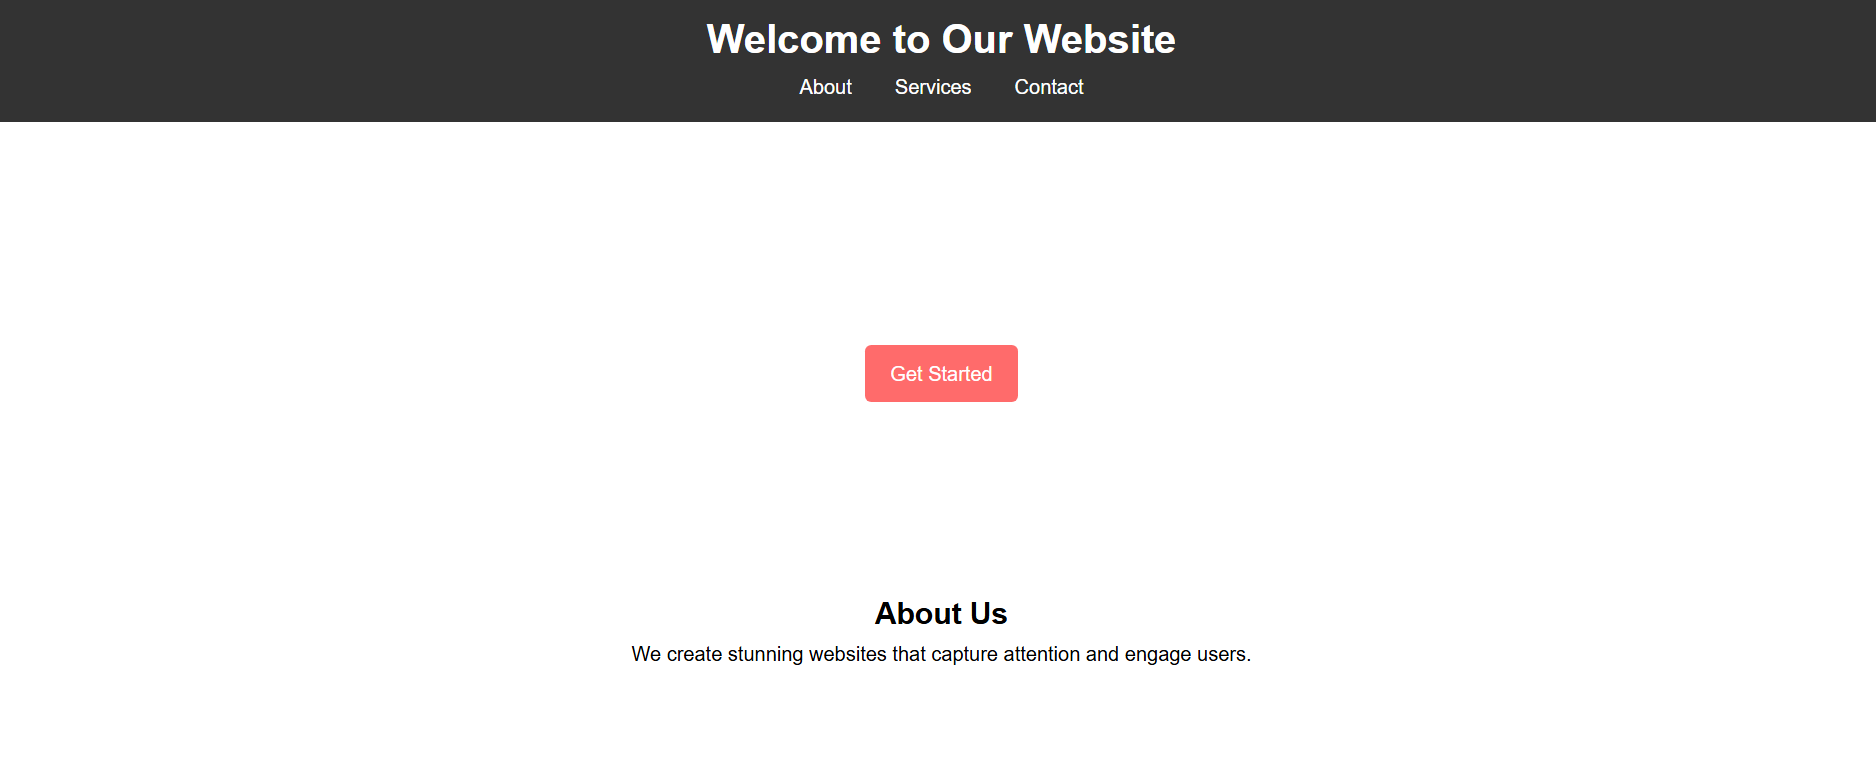 Welcome to Our Website
About Services Contact
Get Started
About Us
We create stunning websites that capture attention and engage users.